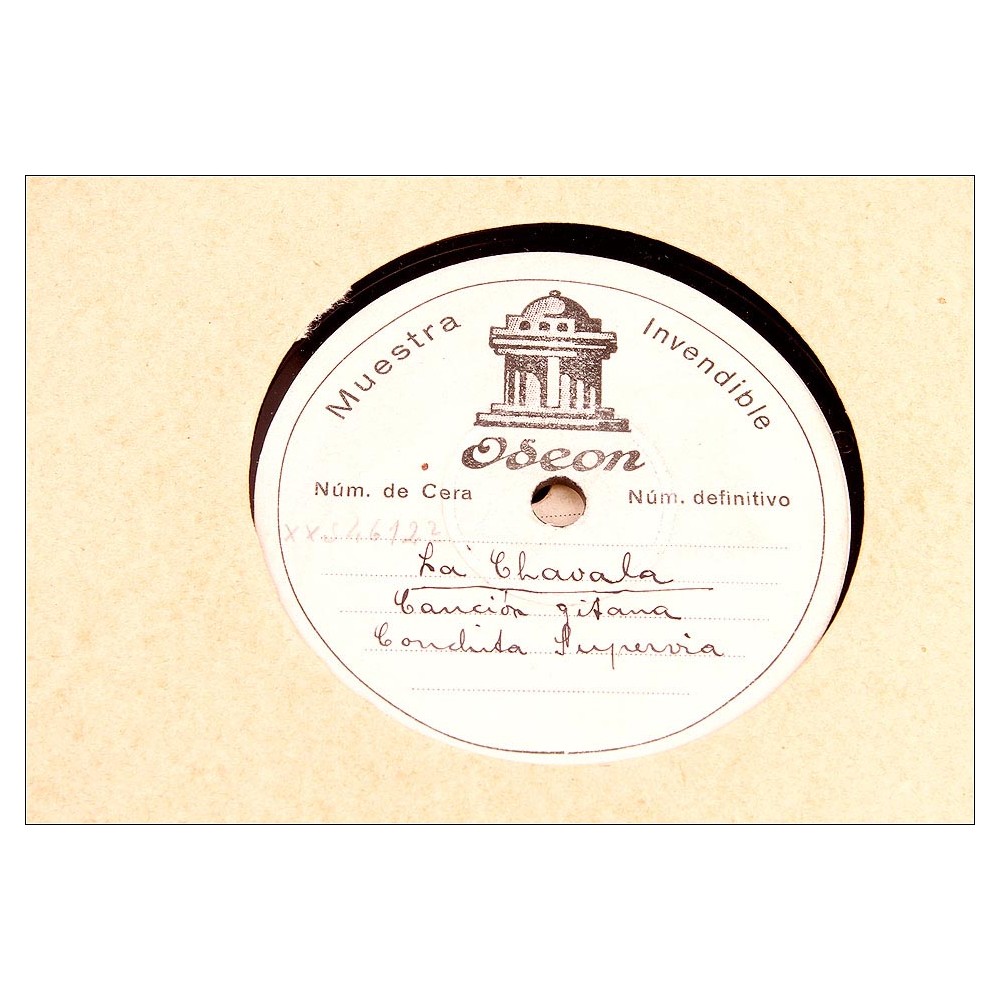 Muestra Invendible
Odeon
Núm. de Cera Núm. definitivo
La Chavala
Canción gitana
Conchita Supervia